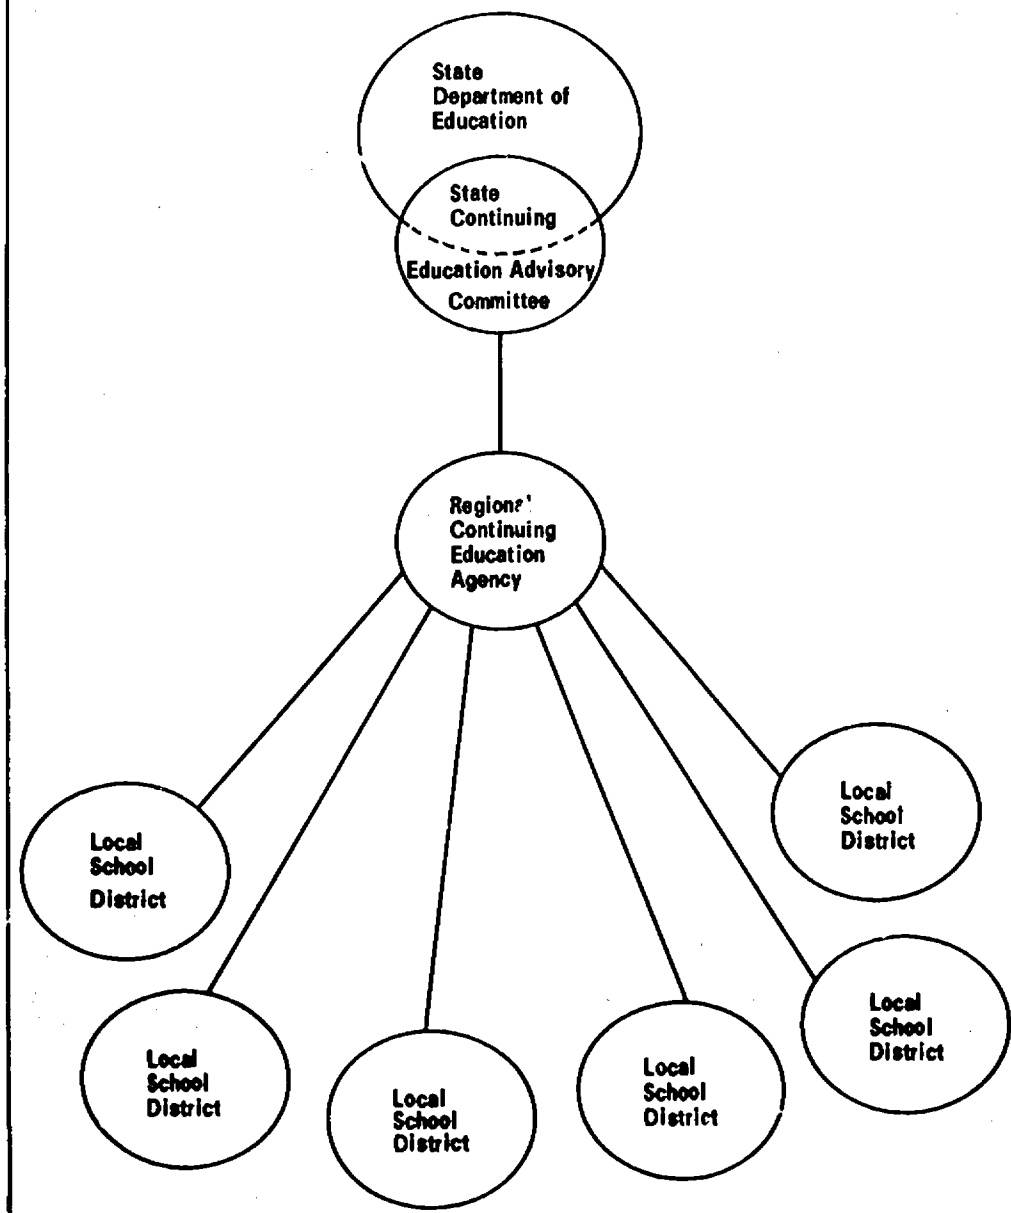 State
Department of
Education
State
Continuing
Education Advisory
Committee
Regional
Continuing
Education
Agency
Local
School
District
Local
School
District
Local
School
District
Local
School
District
Local
School
District
Local
School
District